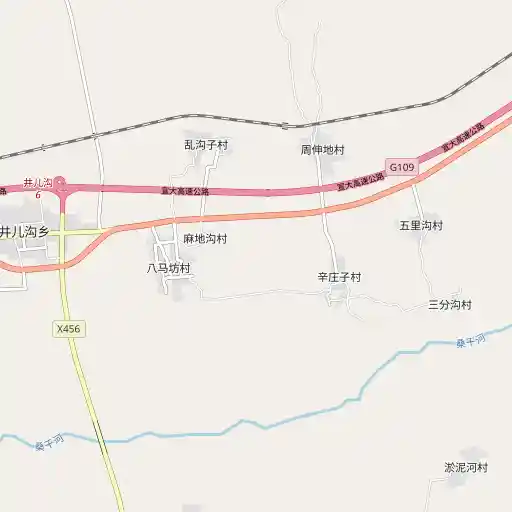 乱沟子村
周伸地村
宣大高速公路
G109
井儿沟
6
路
宣大高速公路
宣大高速公路
五里沟村
井儿沟乡
麻地沟村
八马坊村
辛庄子村
三分沟村
X456
桑干河
桑干河
淤泥河村